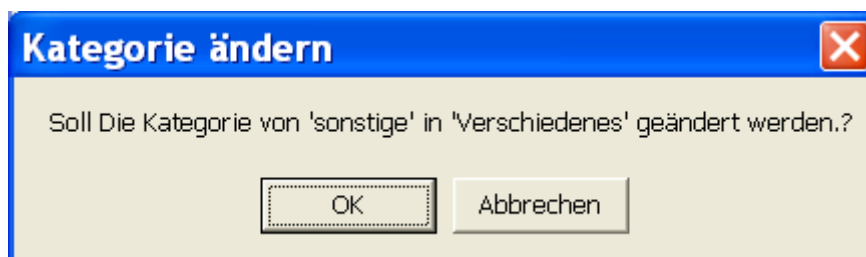 Kategorie ändern
Soll Die Kategorie von 'sonstige' in 'Verschiedenes' geändert werden.?
OK
Abbrechen